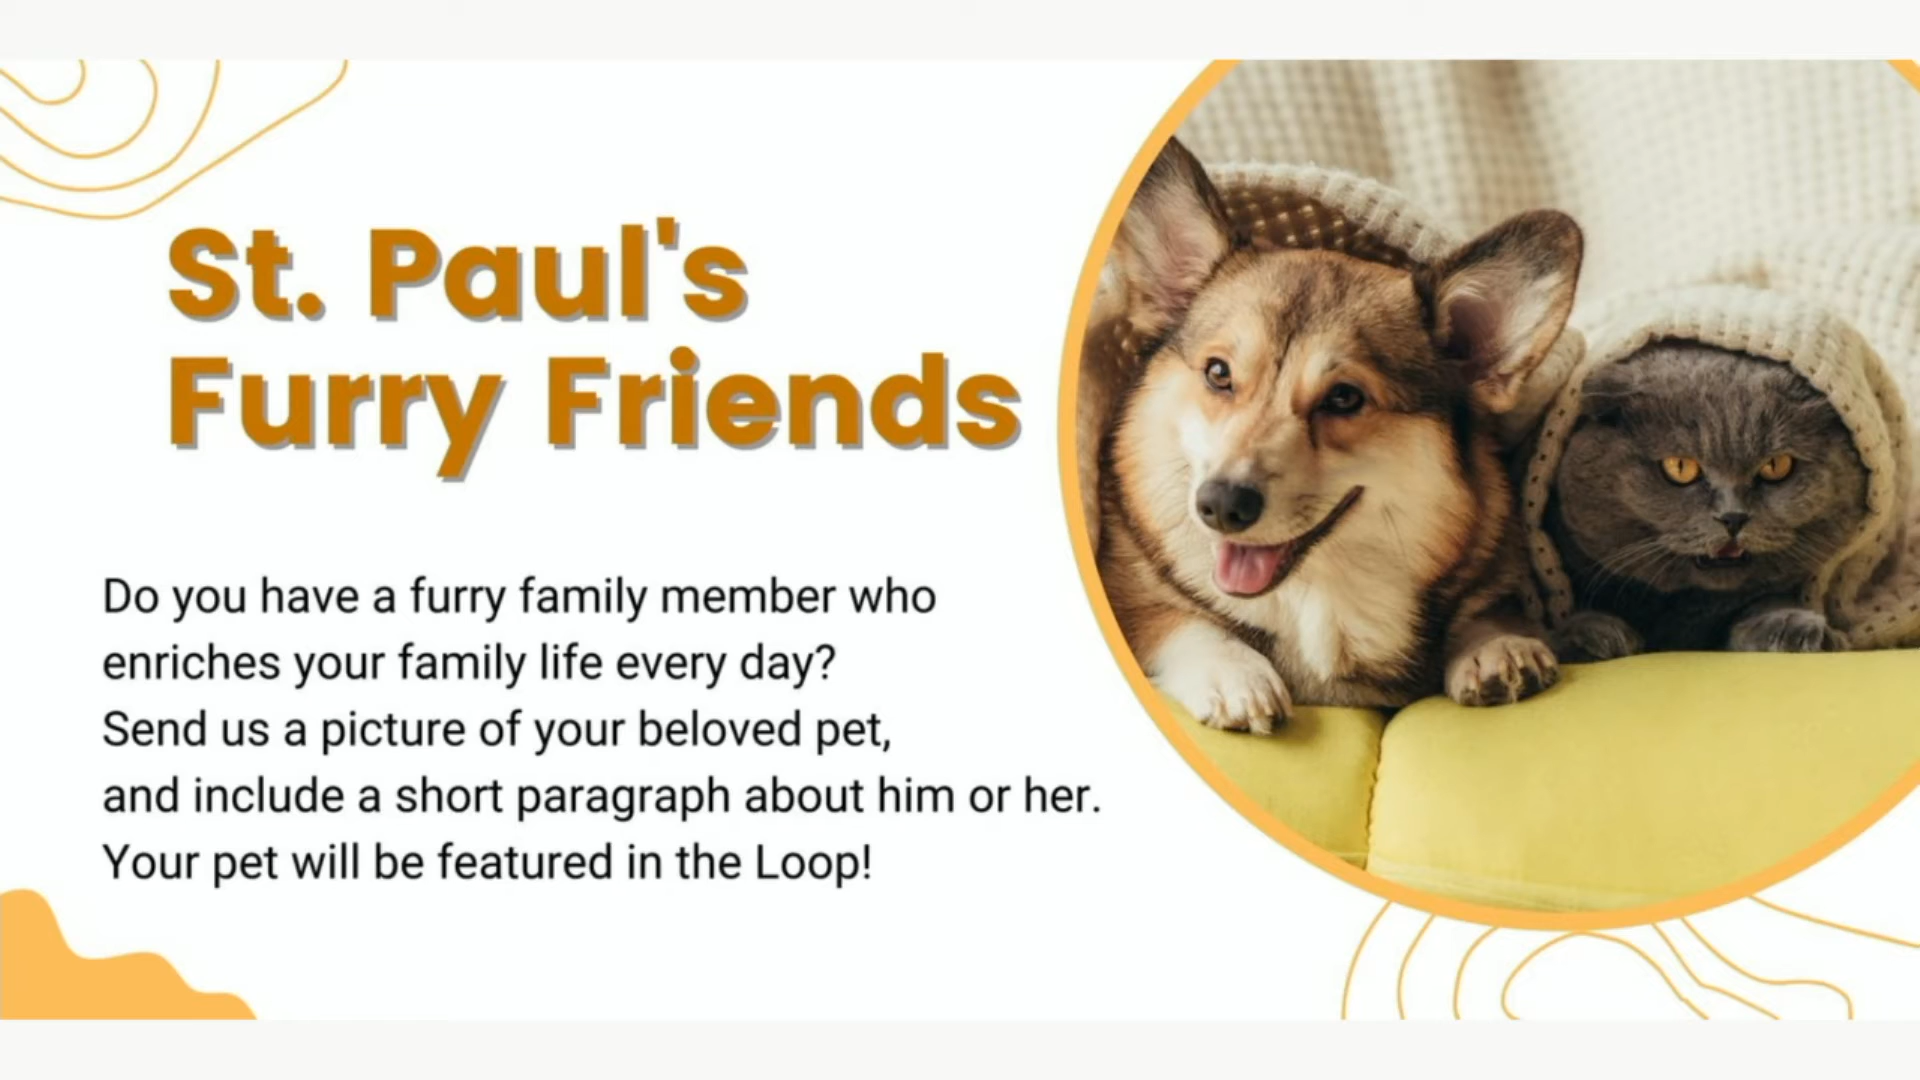 St. Paul's
Furry Friends
Do you have a furry family member who
enriches your family life every day?
Send us a picture of your beloved pet,
and include a short paragraph about him or her.
Your pet will be featured in the Loop!